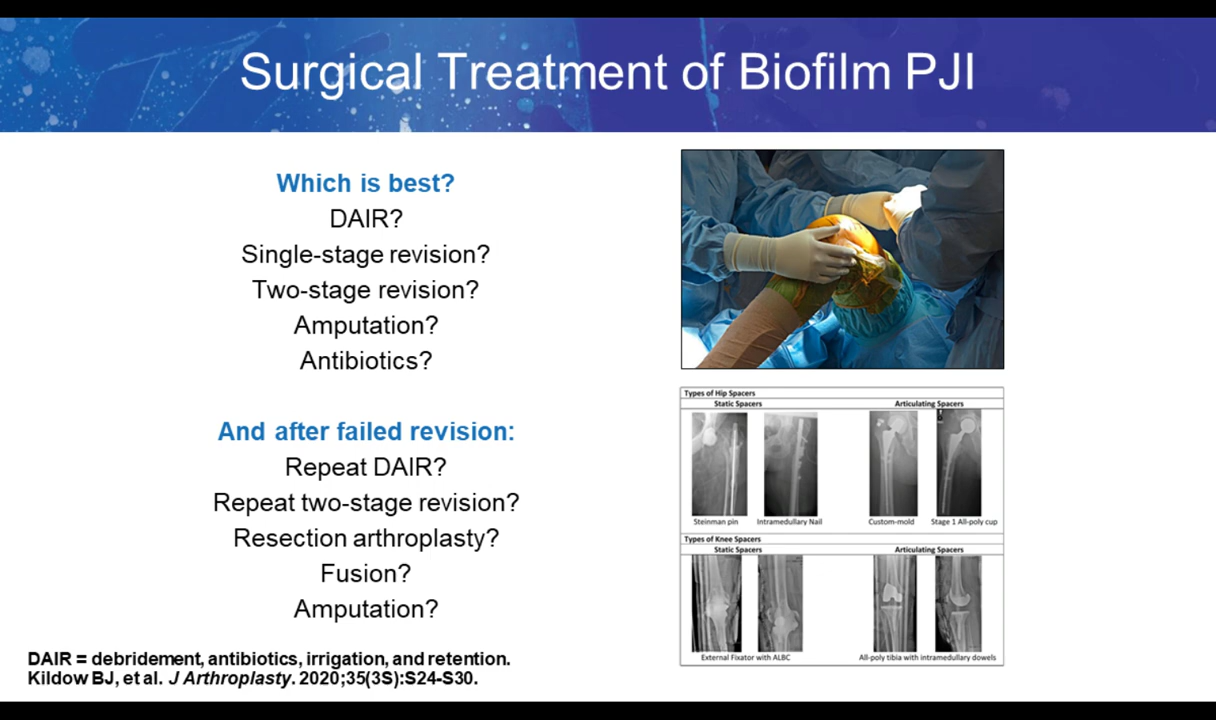 Surgical Treatment of Biofilm PJI
Which is best?
DAIR?
Single-stage revision?
Two-stage revision?
Amputation?
Antibiotics?
And after failed revision:
Repeat DAIR?
Repeat two-stage revision?
Resection arthroplasty?
Fusion?
Amputation?
Types of Hip Spacers
Static Spacers Articulating Spacers
Steinman pin Intramedullary Nail Custom-mold Stage 1 All-poly cup
Types of Knee Spacers
Static Spacers Articulating Spacers
External Fixator with ALBC All-poly tibia with intramedullary dowels
DAIR = debridement, antibiotics, irrigation, and retention.
Kildow BJ, et al. J Arthroplasty. 2020;35(3S):S24-S30.